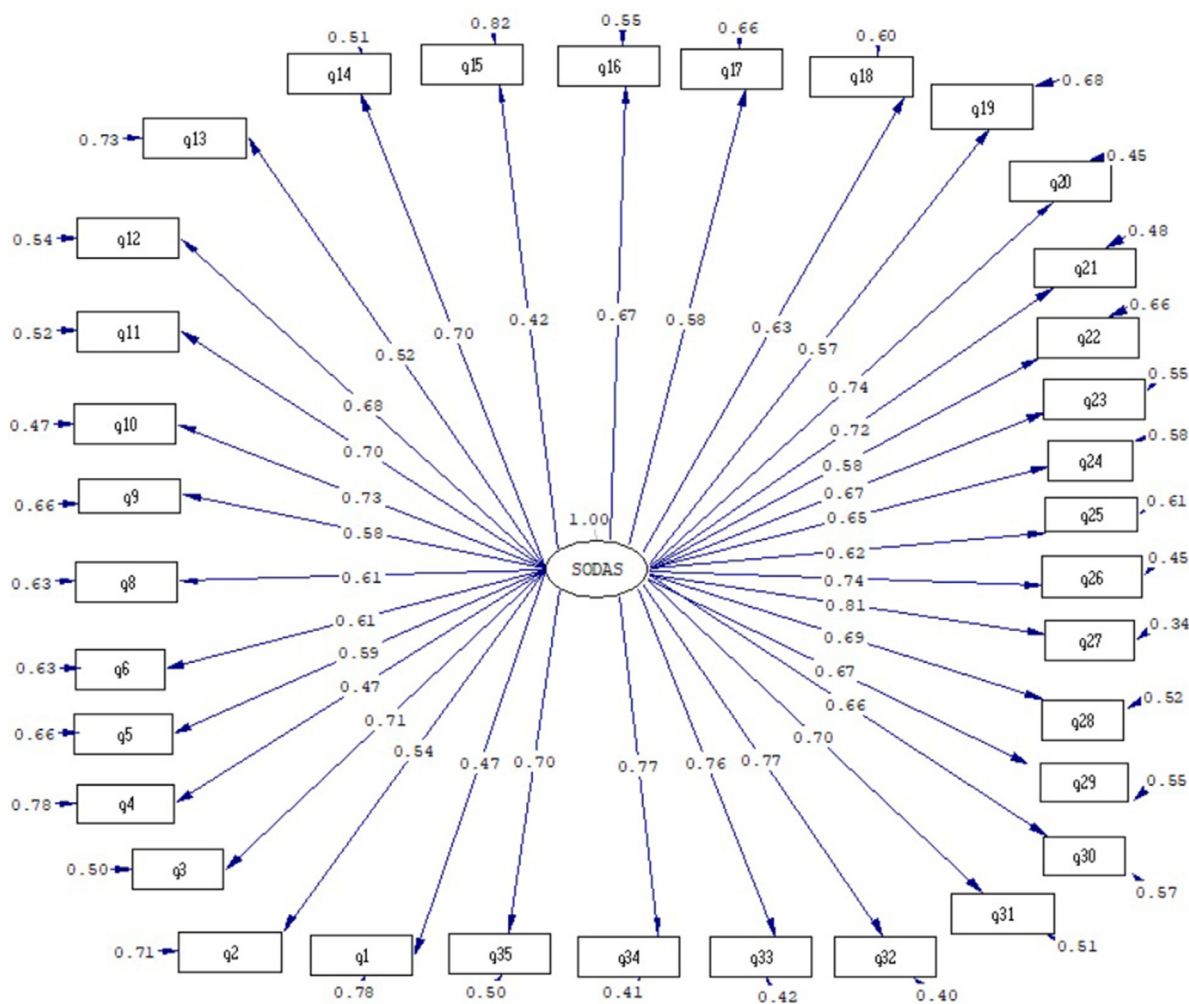 0.51
0.82
0.55
0.66
0.60
q14
q15
q16
q17
q18
0.68
q19
0.73
q13
0.45
q20
0.54
q12
0.48
q21
0.66
q22
0.52
q11
0.55
q23
0.47
q10
0.58
q24
0.66
q9
0.61
q25
0.63
q8
0.45
q26
0.63
q6
0.34
q27
0.66
q5
0.52
q28
0.78
q4
0.55
q29
0.50
q3
0.57
q30
0.71
q2
0.51
q31
q1
q35
q34
q33
q32
0.78
0.50
0.41
0.42
0.40
0.42
0.67
0.58
0.63
0.57
0.70
0.52
0.74
0.68
0.72
0.70
0.58
0.73
0.67
0.58
0.65
1.00
SODAS
0.62
0.61
0.74
0.61
0.81
0.59
0.69
0.47
0.67
0.71
0.66
0.54
0.70
0.47
0.70
0.77
0.76
0.77